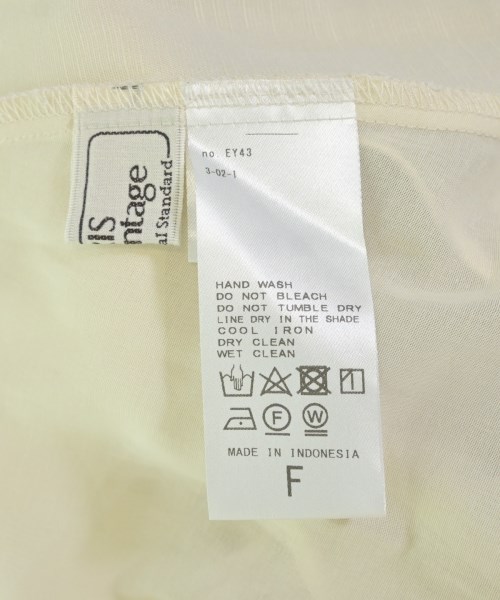 ntage
al Standard
no. EY43
3-02-1
HAND WASH
DO NOT BLEACH
DO NOT TUMBLE DRY
LINE DRY IN THE SHADE
COOL IRON
DRY CLEAN
WET CLEAN
F
W
MADE IN INDONESIA
F